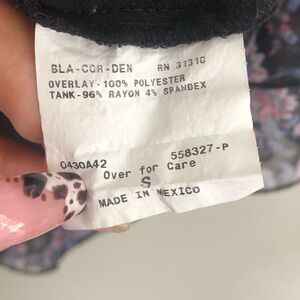 BLA-COR-DEN RN 31310
OVERLAY-100% POLYESTER
TANK-96% RAYON 4% SPANDEX
0430A42 558327-P
Over for Care
S
MADE IN MEXICO